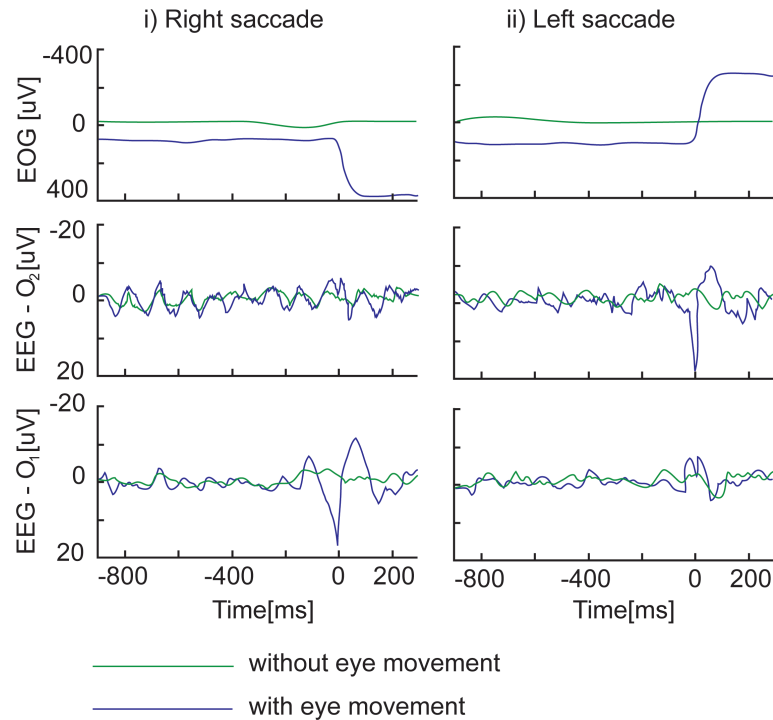 i) Right saccade
ii) Left saccade
EOG [uV]
-400
0
400
EEG - O2[uV]
-20
0
20
EEG - O1[uV]
-20
0
20
-800 -400 0 200
-800 -400 0 200
Time[ms]
Time[ms]
without eye movement
with eye movement